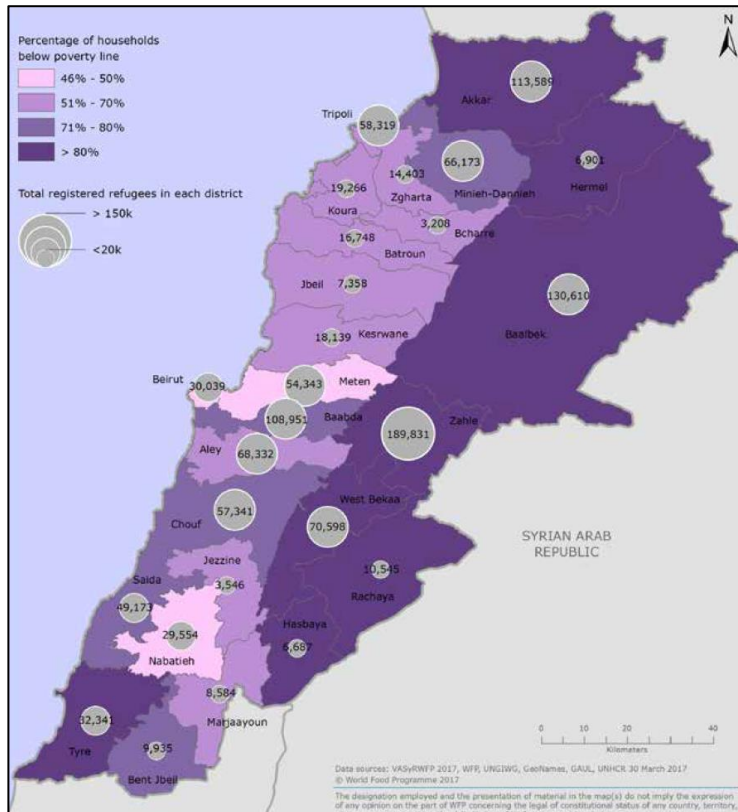 Percentage of households
below poverty line
46% - 50%
51% - 70%
71% - 80%
> 80%
Total registered refugees in each district
> 150k
<20k
N
113,589
Akkar
Tripoli
58,319
66,173
Minieh-Dannieh
6,901
Hermel
14,403
Zgharta
19,266
Koura
3,208
Bcharre
16,748
Batroun
Jbeil
7,358
130,610
Baalbek
18,139
Kesrwane
Beirut
30,039
54,343
Meten
108,951
Baabda
189,831
Zahle
Aley
68,332
57,341
Chouf
West Bekaa
70,598
SYRIAN ARAB
REPUBLIC
Jezzine
3,546
10,545
Rachaya
Saida
49,173
29,554
Nabatieh
Hasbaya
6,687
8,584
Marjaayoun
32,341
Tyre
9,935
Bent Jbeil
0 10 20 40
Kilometers
Data sources: VASyRWFP 2017, WFP, UNGIWG, GeoNames, GAUL, UNHCR 30 March 2017
© World Food Programme 2017
The designation employed and the presentation of material in the map(s) do not imply the expression
of any opinion on the part of WFP concerning the legal of constitutional status of any country, territory,